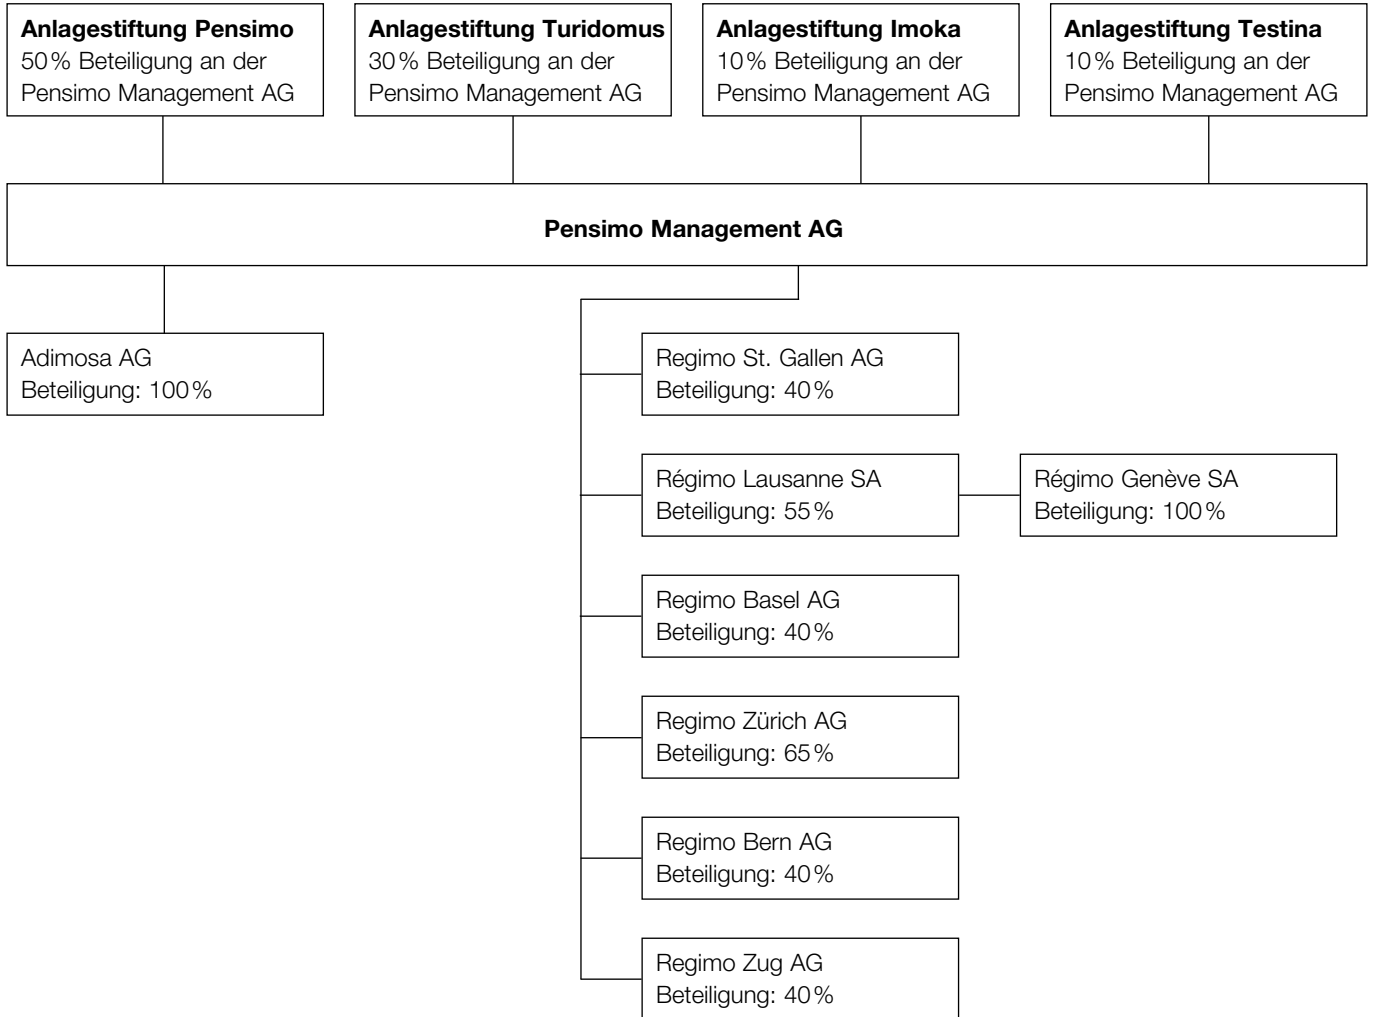 Anlagestiftung Pensimo
50% Beteiligung an der
Pensimo Management AG
Anlagestiftung Turidomus
30% Beteiligung an der
Pensimo Management AG
Anlagestiftung Imoka
10% Beteiligung an der
Pensimo Management AG
Anlagestiftung Testina
10% Beteiligung an der
Pensimo Management AG
Pensimo Management AG
Adimosa AG
Beteiligung: 100%
Regimo St. Gallen AG
Beteiligung: 40%
Régimo Lausanne SA
Beteiligung: 55%
Régimo Genève SA
Beteiligung: 100%
Regimo Basel AG
Beteiligung: 40%
Regimo Zürich AG
Beteiligung: 65%
Regimo Bern AG
Beteiligung: 40%
Regimo Zug AG
Beteiligung: 40%